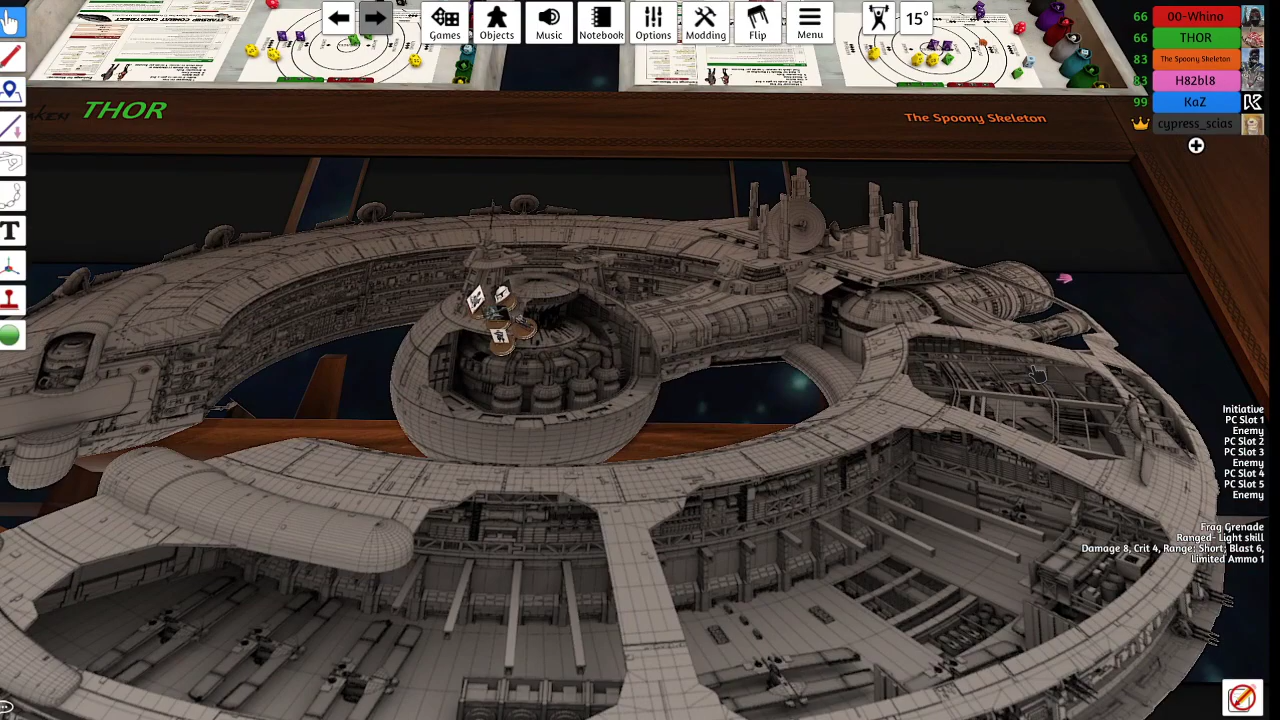 Games
Objects
Music
Notebook
Options
Modding
Flip
Menu
15°
66 00-Whino
66 THOR
83 The Spoony Skeleton
83 H82bl8
99 KaZ
cypress_scias
THOR
The Spoony Skeleton
T
Initiative
PC Slot 1
Enemy
PC Slot 2
PC Slot 3
Enemy
PC Slot 4
PC Slot 5
Enemy
Frag Grenade
Ranged- Light skill
Damage 8, Crit 4, Range: Short; Blast 6,
Limited Ammo 1